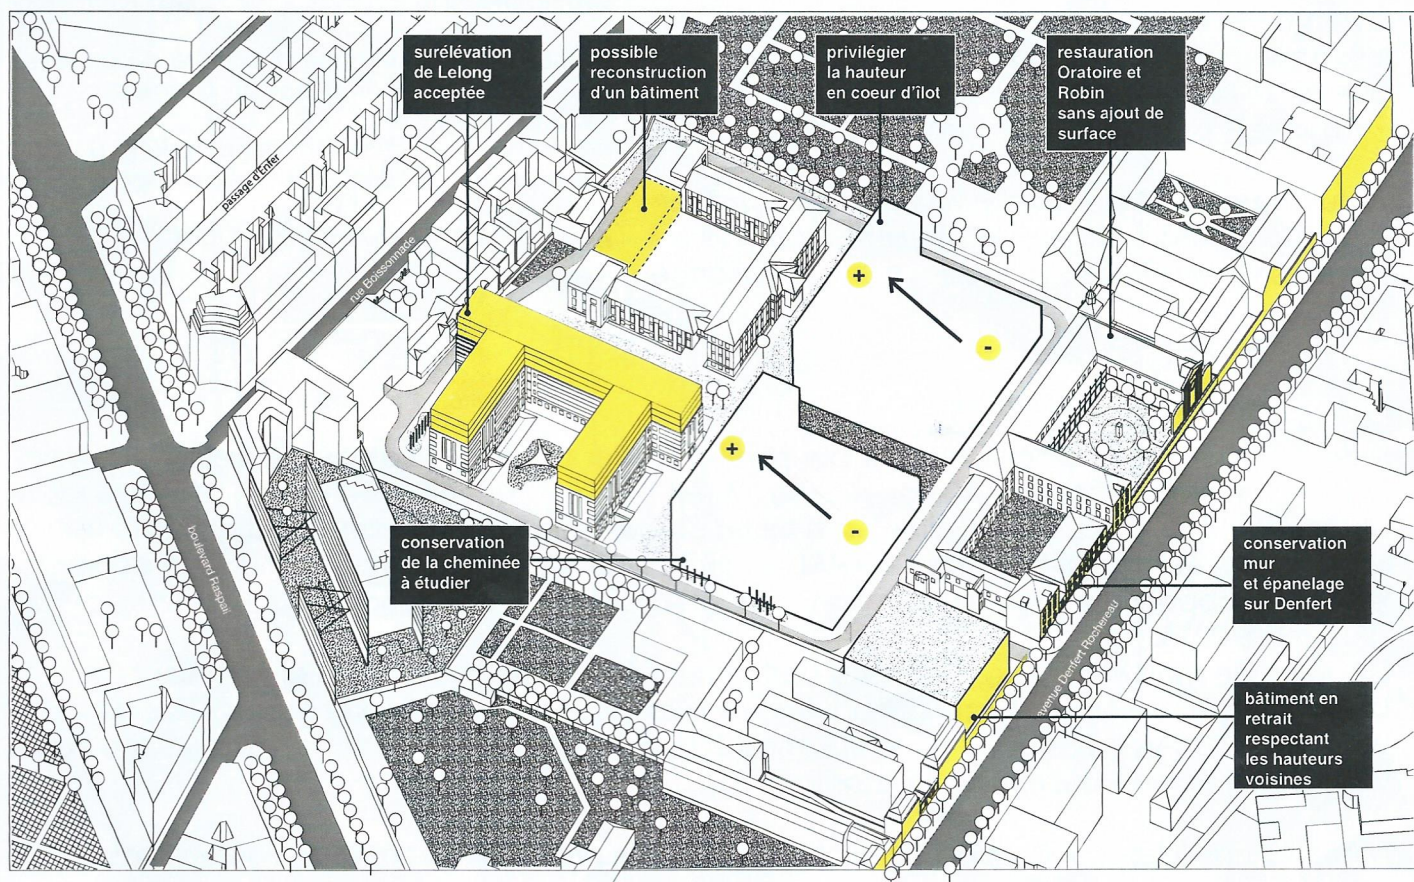 surélévation
de Lelong
acceptée
possible
reconstruction
d'un bâtiment
privilégier
la hauteur
en coeur d'îlot
restauration
Oratoire et
Robin
sans ajout de
surface
passage d'Enfer
rue Boissonnade
+
-
+
-
boulevard Raspail
conservation
de la cheminée
à étudier
conservation
mur
et épanelage
sur Denfert
avenue Denfert Rochereau
bâtiment en
retrait
respectant
les hauteurs
voisines